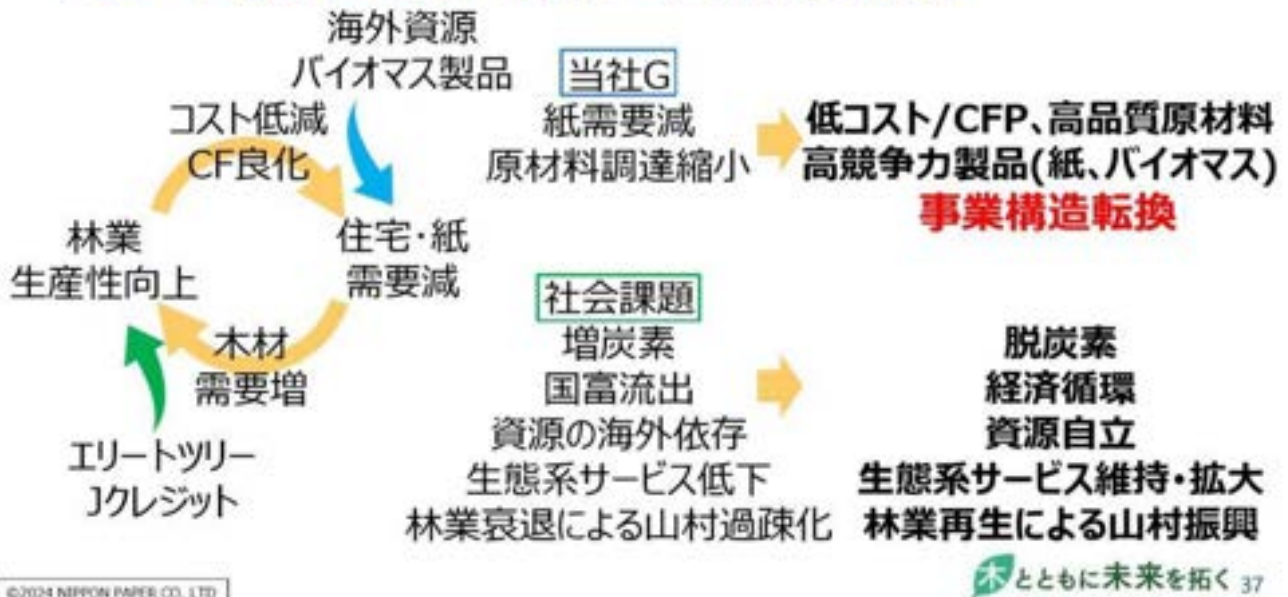 海外資源
バイオマス製品
コスト低減
CF良化
林業
生産性向上
住宅・紙
需要減
木材
需要増
エリートツリー
Jクレジット
当社G
紙需要減
原材料調達縮小
低コスト/CFP、高品質原材料
高競争力製品(紙、バイオマス)
事業構造転換
社会課題
増炭素
国富流出
資源の海外依存
生態系サービス低下
林業衰退による山村過疎化
脱炭素
経済循環
資源自立
生態系サービス維持・拡大
林業再生による山村振興
©2024 NIPPON PAPER CO., LTD
木とともに未来を拓く 37